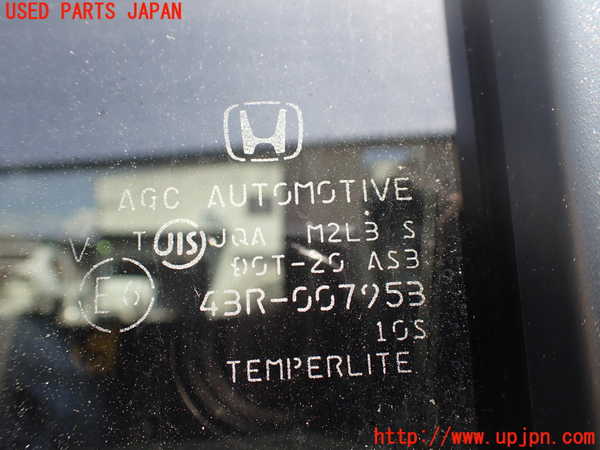 USED PARTS JAPAN
AGC AUTOMOTIVE
V T JIS JQA M2L3 S
DOT-20 AS3
E6 43R-007953
10S
TEMPERLITE
http://www.upjpn.com/